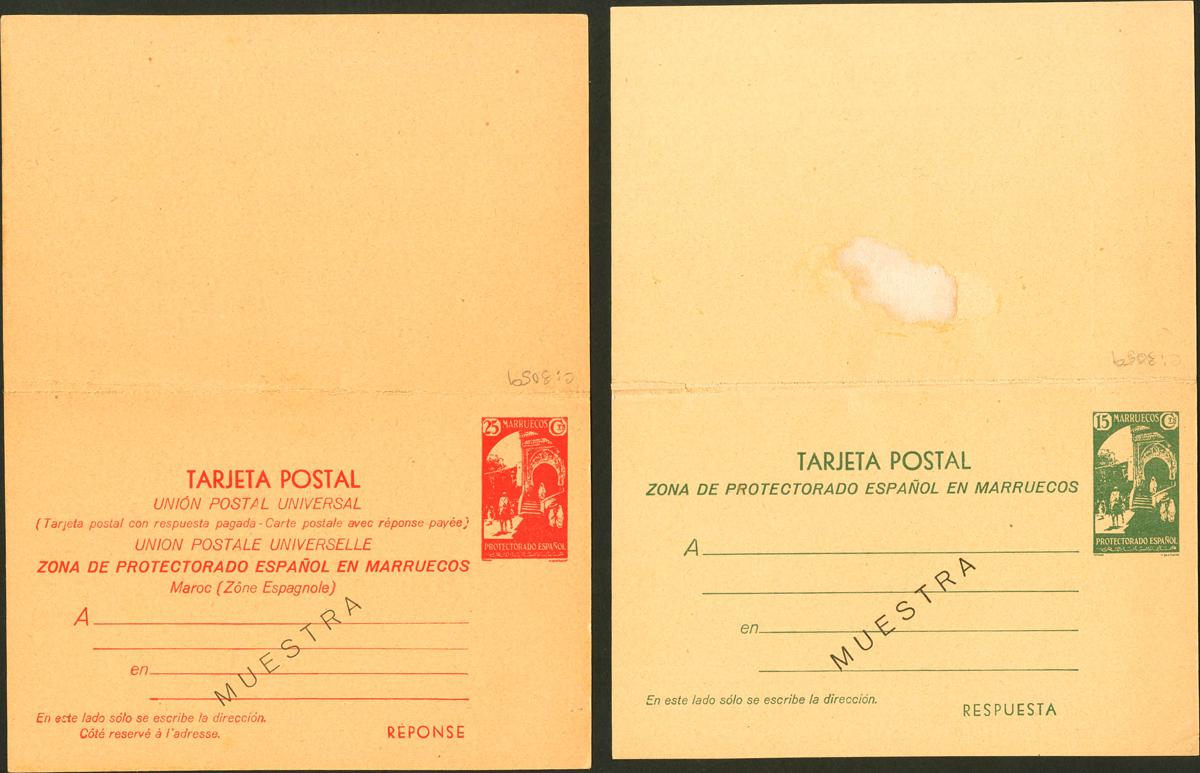 25 MARRUECOS Cts
PROTECTORADO ESPAÑOL
TARJETA POSTAL
UNIÓN POSTAL UNIVERSAL
(Tarjeta postal con respuesta pagada - Carte postale avec réponse payée)
UNION POSTALE UNIVERSELLE
ZONA DE PROTECTORADO ESPAÑOL EN MARRUECOS
Maroc (Zône Espagnole)
A
en
MUESTRA
En este lado sólo se escribe la dirección.
Côté reservé à l'adresse.
RÉPONSE
15 MARRUECOS Cts
PROTECTORADO ESPAÑOL
TARJETA POSTAL
ZONA DE PROTECTORADO ESPAÑOL EN MARRUECOS
A
en
MUESTRA
En este lado sólo se escribe la dirección.
RESPUESTA